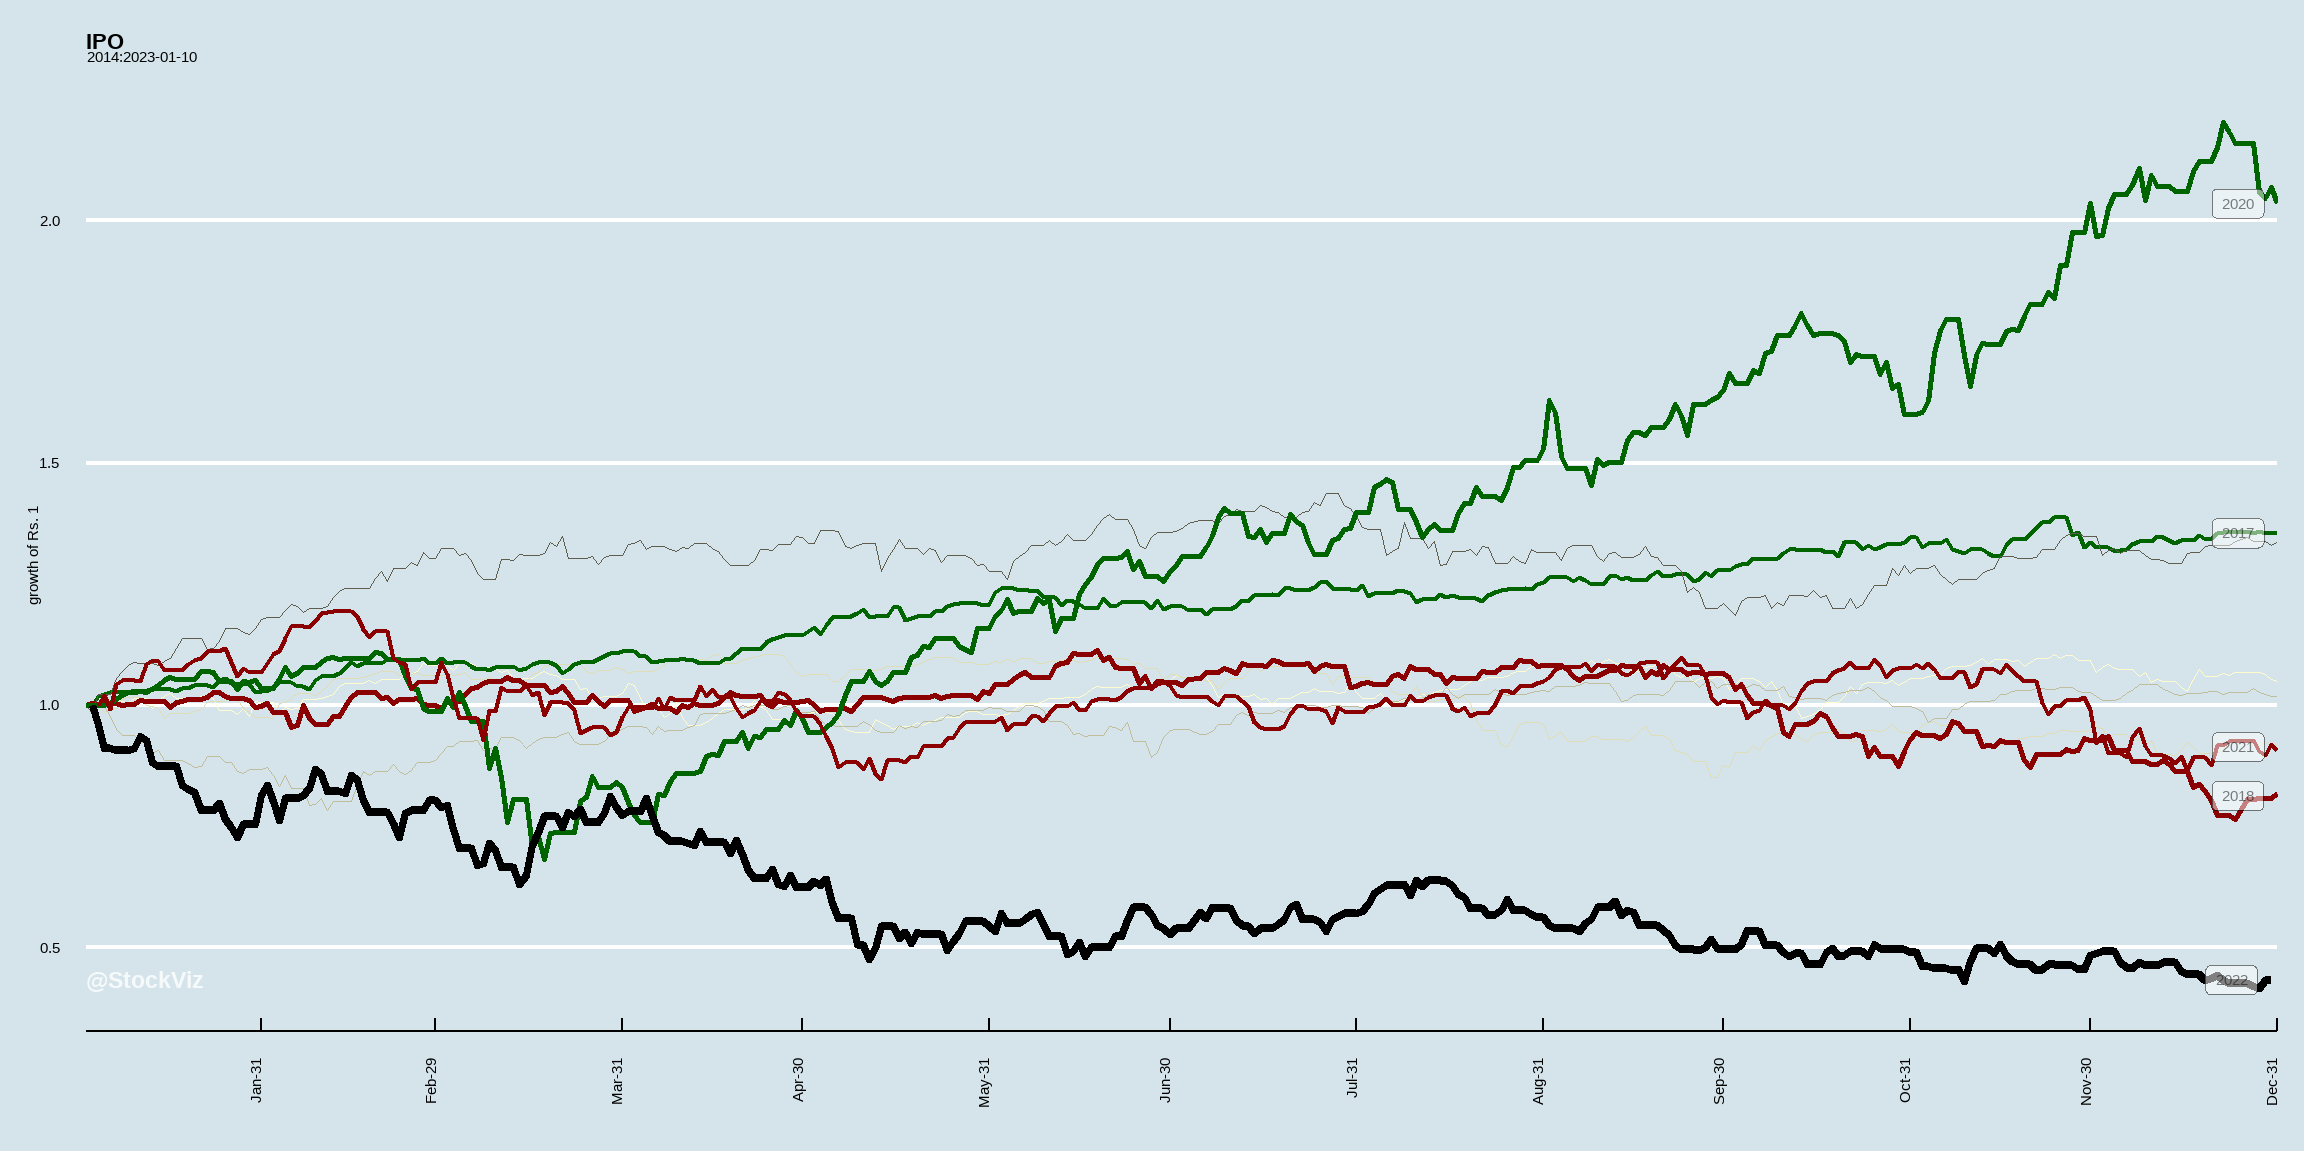 IPO
2014:2023-01-10
growth of Rs. 1
2.0
1.5
1.0
0.5
2020
2017
2021
2018
2022
@StockViz
Jan-31
Feb-29
Mar-31
Apr-30
May-31
Jun-30
Jul-31
Aug-31
Sep-30
Oct-31
Nov-30
Dec-31